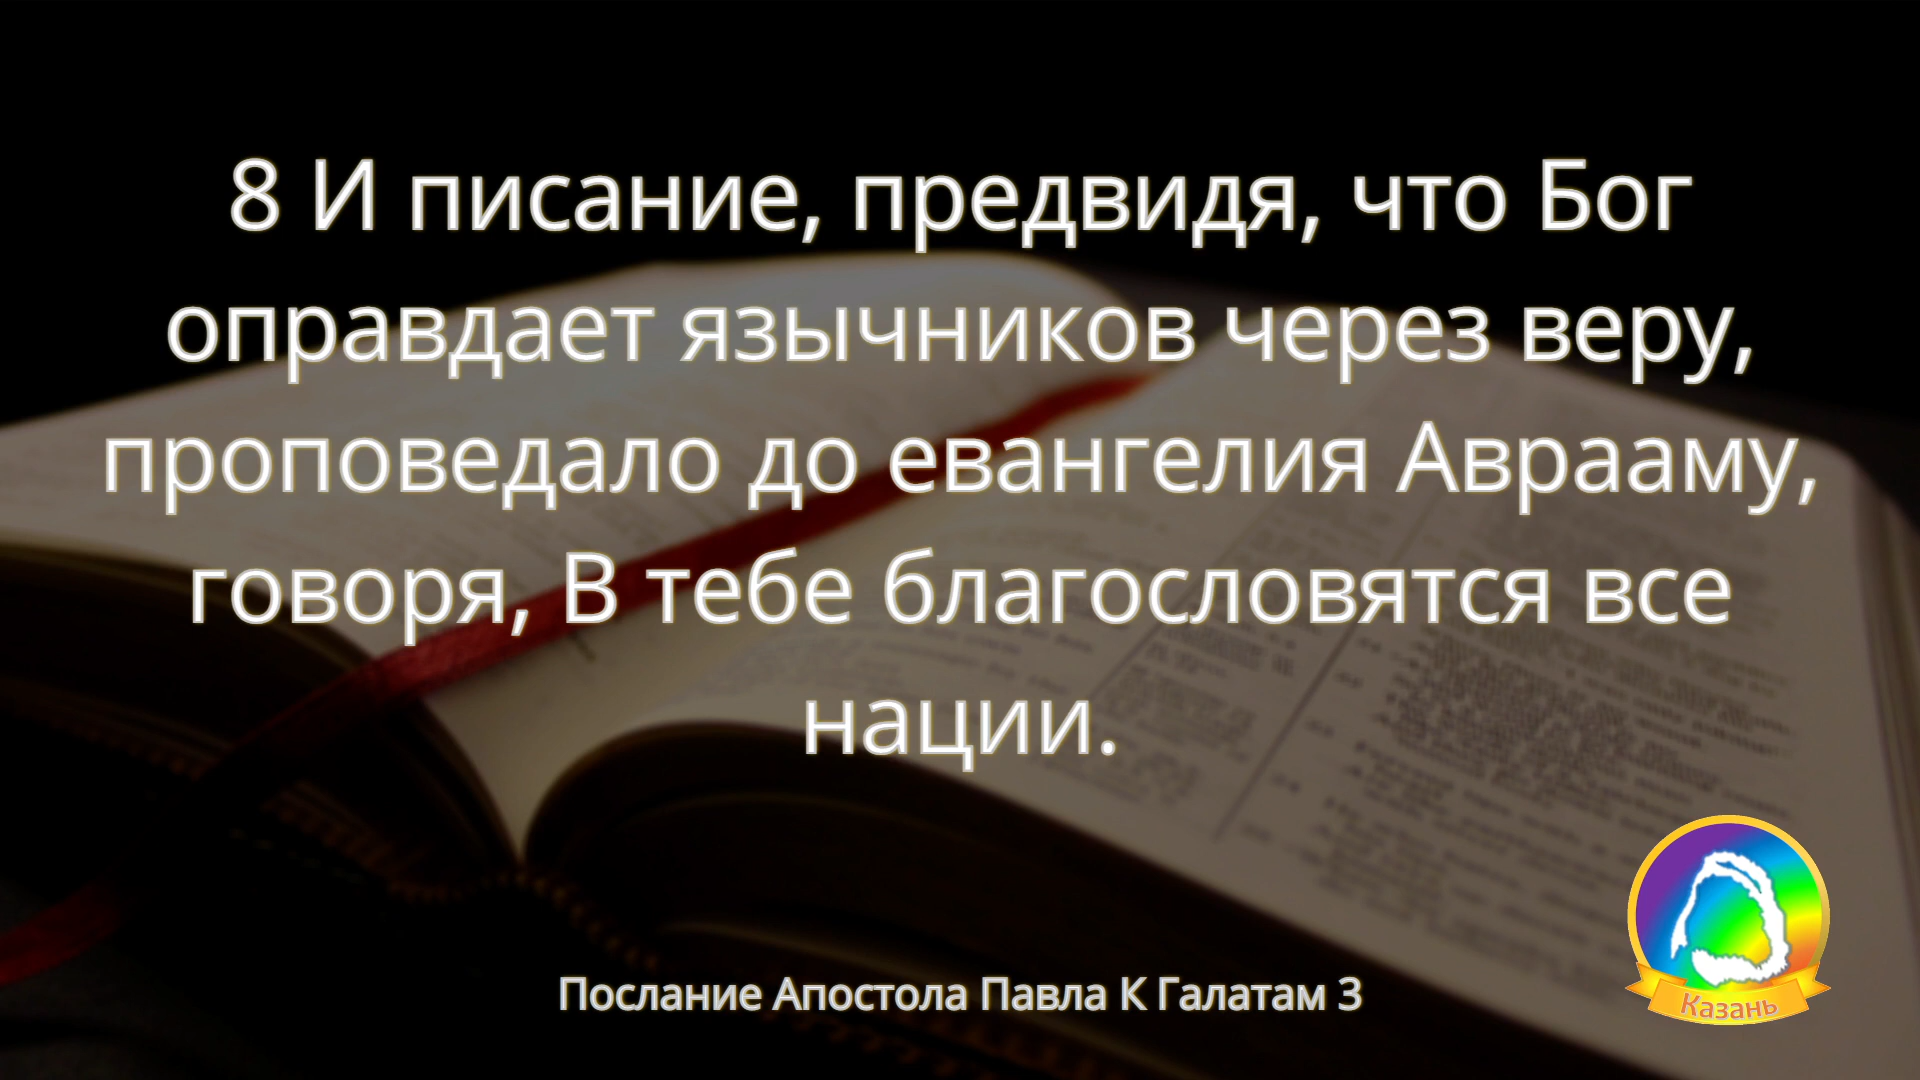 8 И писание, предвидя, что Бог
оправдает язычников через веру,
проповедало до евангелия Аврааму,
говоря, В тебе благословятся все
нации.
Послание Апостола Павла К Галатам 3
Казань